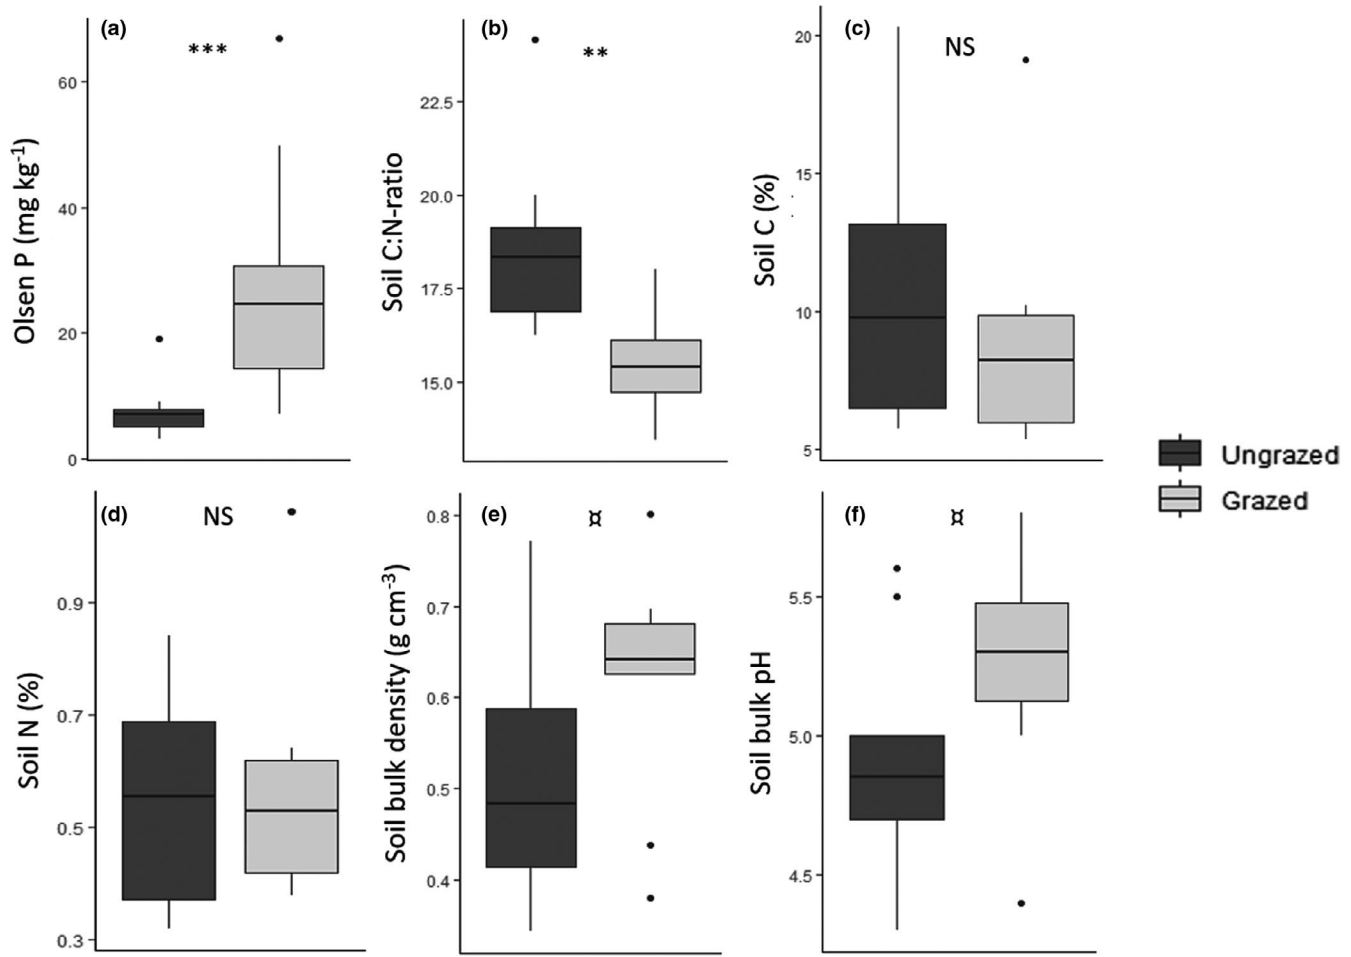 (a)
***
Olsen P (mg kg-1)
60
40
20
0
(b)
**
Soil C:N-ratio
22.5
20.0
17.5
15.0
(c)
NS
Soil C (%)
20
15
10
5
Ungrazed
Grazed
(d)
NS
Soil N (%)
0.9
0.7
0.5
0.3
(e)
¤
Soil bulk density (g cm-3)
0.8
0.7
0.6
0.5
0.4
(f)
¤
Soil bulk pH
5.5
5.0
4.5